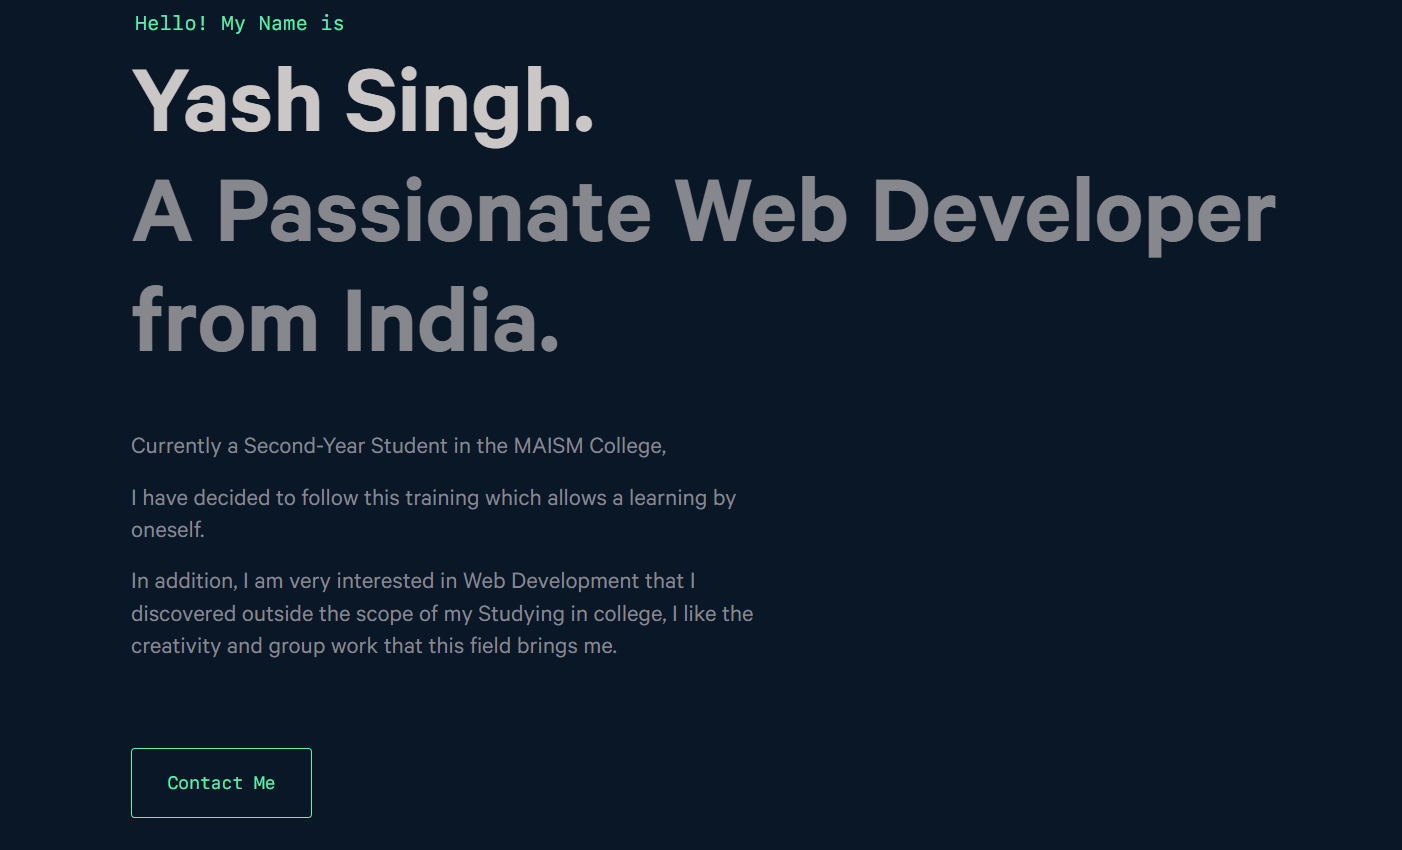 Hello! My Name is
Yash Singh.
A Passionate Web Developer
from India.
Currently a Second-Year Student in the MAISM College,
I have decided to follow this training which allows a learning by
oneself.
In addition, I am very interested in Web Development that I
discovered outside the scope of my Studying in college, I like the
creativity and group work that this field brings me.
Contact Me